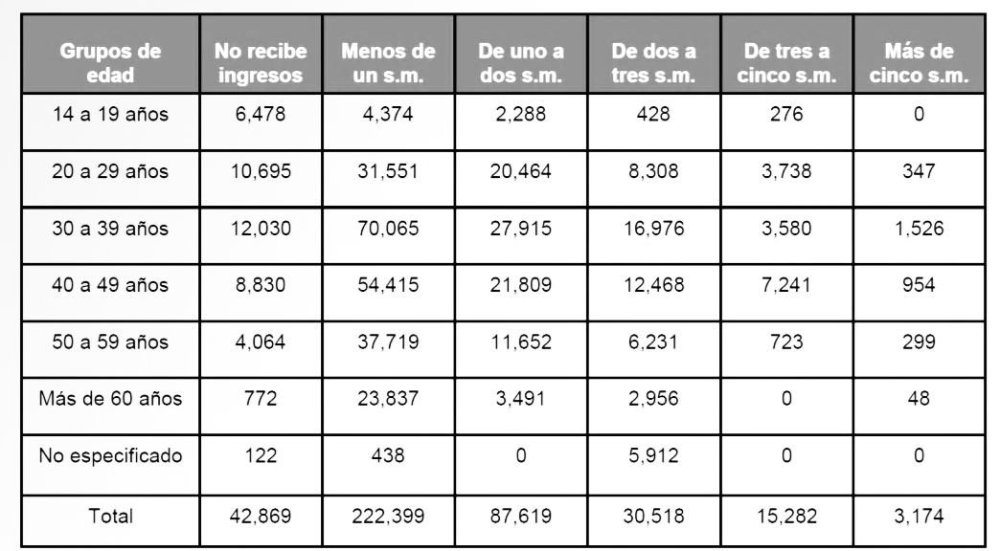 Grupos de edad | No recibe ingresos | Menos de un s.m. | De uno a dos s.m. | De dos a tres s.m. | De tres a cinco s.m. | Más de cinco s.m.
14 a 19 años | 6,478 | 4,374 | 2,288 | 428 | 276 | 0
20 a 29 años | 10,695 | 31,551 | 20,464 | 8,308 | 3,738 | 347
30 a 39 años | 12,030 | 70,065 | 27,915 | 16,976 | 3,580 | 1,526
40 a 49 años | 8,830 | 54,415 | 21,809 | 12,468 | 7,241 | 954
50 a 59 años | 4,064 | 37,719 | 11,652 | 6,231 | 723 | 299
Más de 60 años | 772 | 23,837 | 3,491 | 2,956 | 0 | 48
No especificado | 122 | 438 | 0 | 5,912 | 0 | 0
Total | 42,869 | 222,399 | 87,619 | 30,518 | 15,282 | 3,174